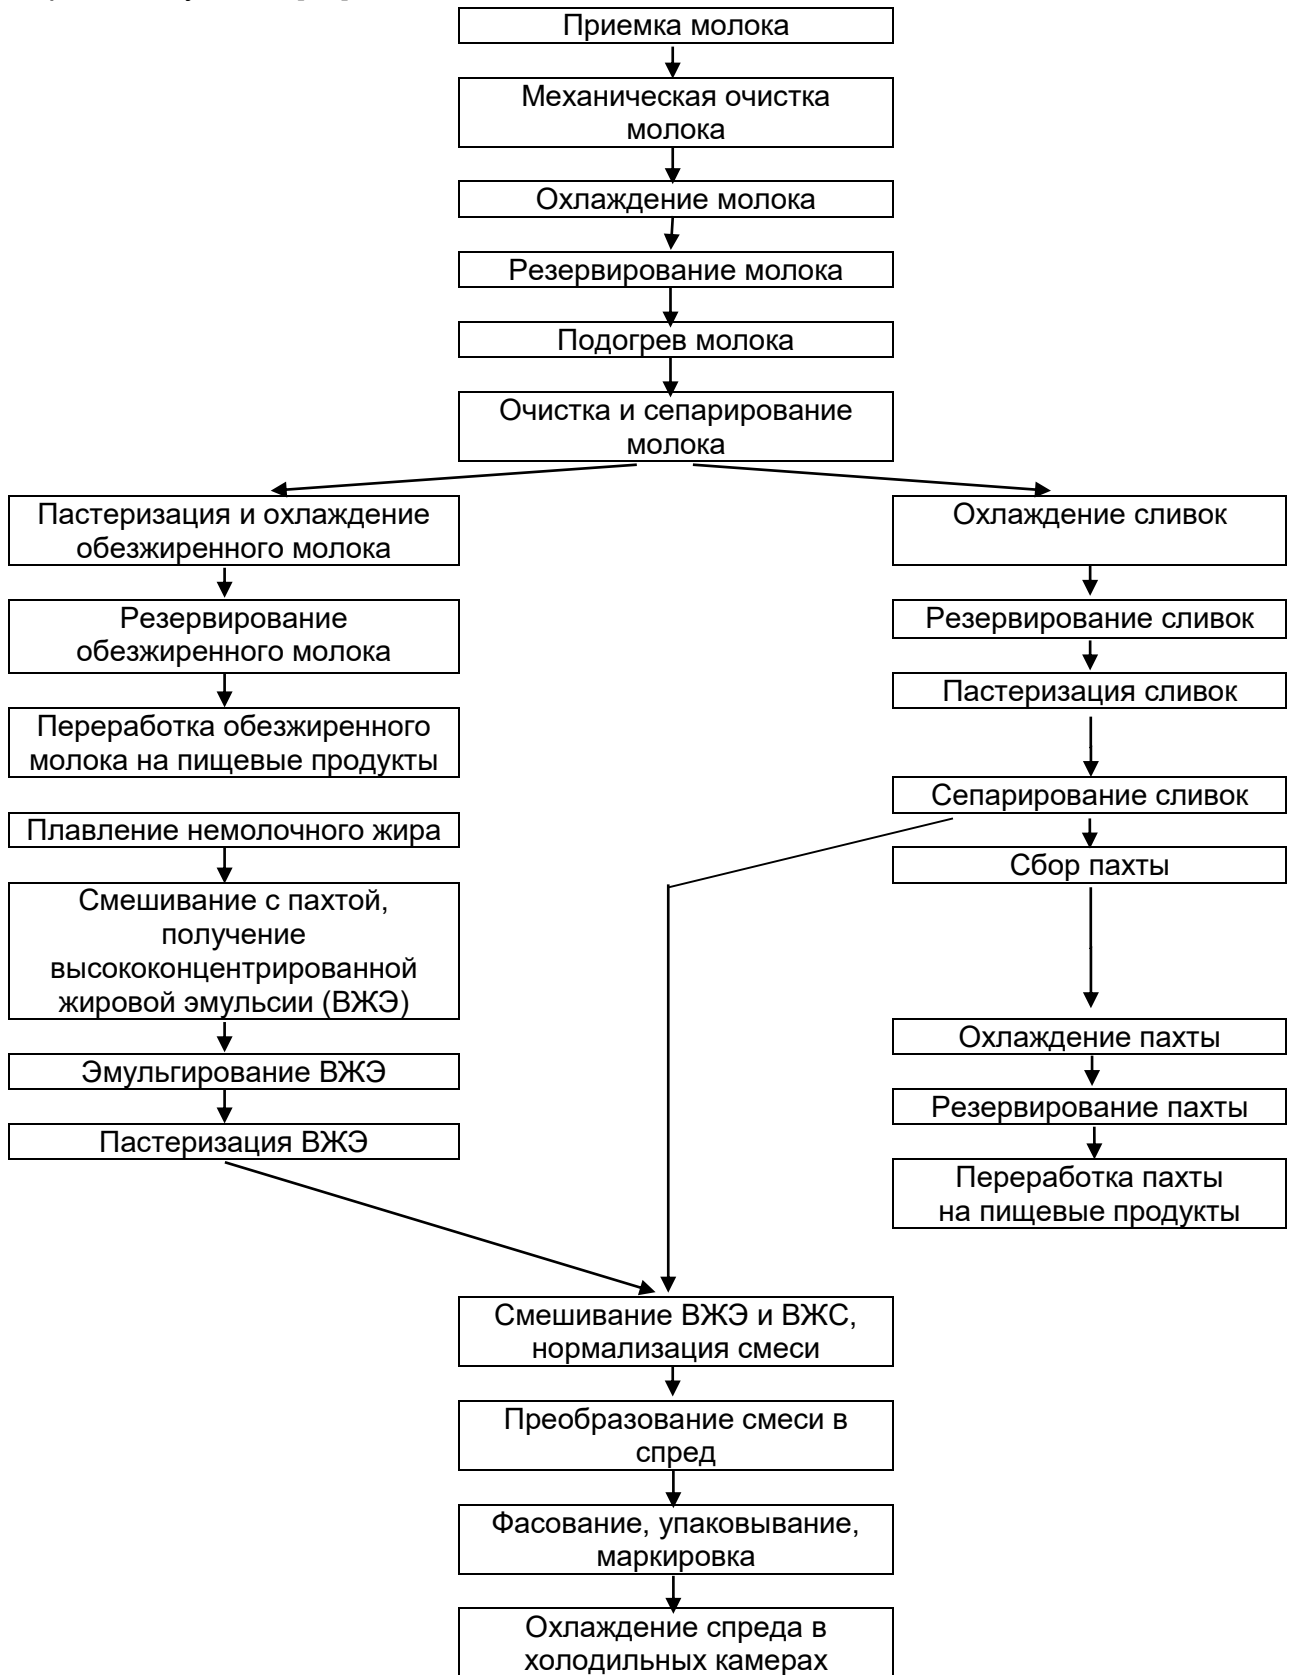 Приемка молока
Механическая очистка
молока
Охлаждение молока
Резервирование молока
Подогрев молока
Очистка и сепарирование
молока
Пастеризация и охлаждение
обезжиренного молока
Резервирование
обезжиренного молока
Переработка обезжиренного
молока на пищевые продукты
Охлаждение сливок
Резервирование сливок
Пастеризация сливок
Сепарирование сливок
Сбор пахты
Охлаждение пахты
Резервирование пахты
Переработка пахты
на пищевые продукты
Плавление немолочного жира
Смешивание с пахтой,
получение
высококонцентрированной
жировой эмульсии (ВЖЭ)
Эмульгирование ВЖЭ
Пастеризация ВЖЭ
Смешивание ВЖЭ и ВЖС,
нормализация смеси
Преобразование смеси в
спред
Фасование, упаковывание,
маркировка
Охлаждение спреда в
холодильных камерах